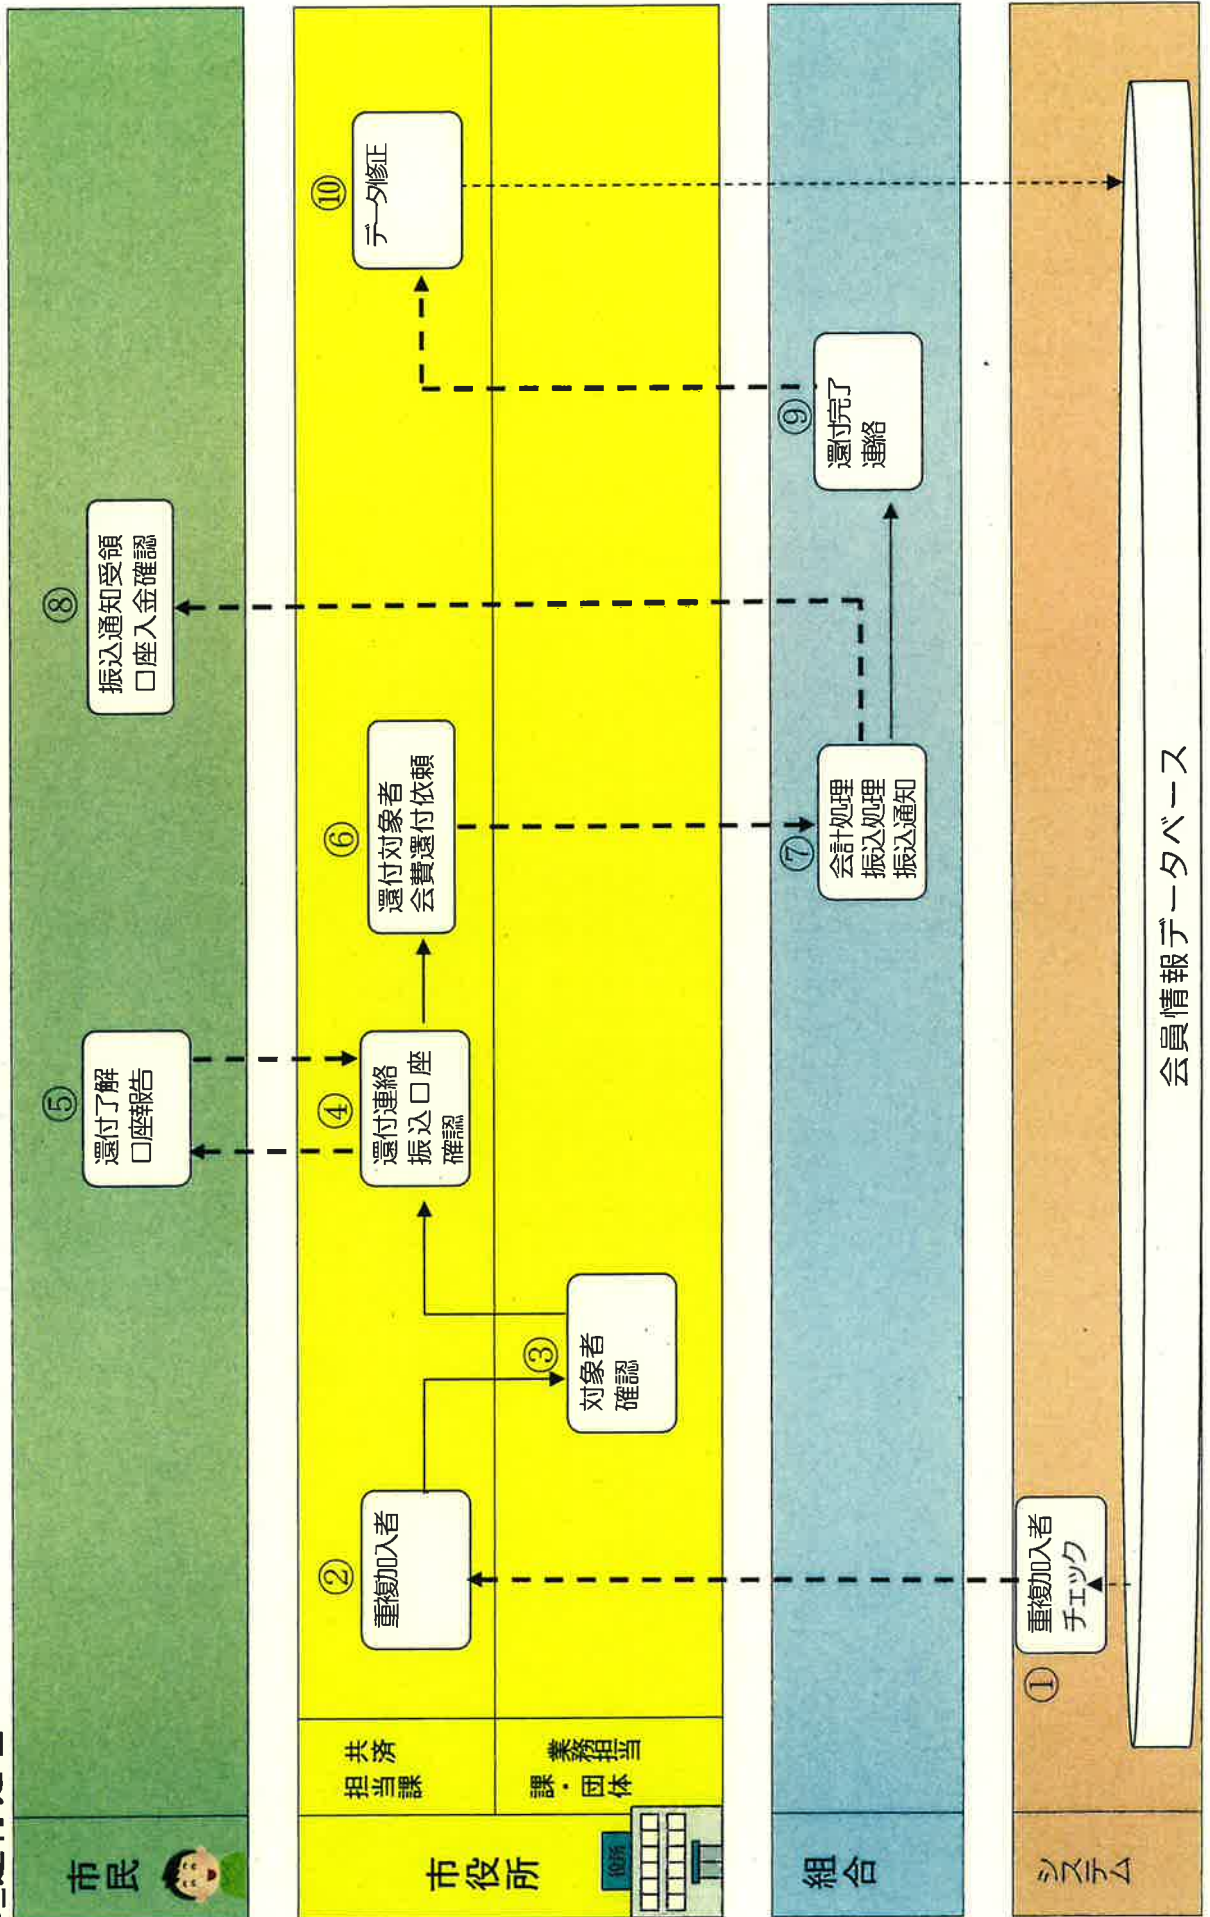 市民
⑤
還付了解
口座報告
⑧
振込通知受領
口座入金確認
市役所
役所
共済
担当課
②
重複加入者
④
還付連絡
振込口座
確認
⑥
還付対象者
会費還付依頼
⑩
データ修正
業務担当
課・団体
③
対象者
確認
組合
⑦
会計処理
振込処理
振込通知
⑨
還付完了
連絡
システム
①
重複加入者
チェック
会員情報データベース